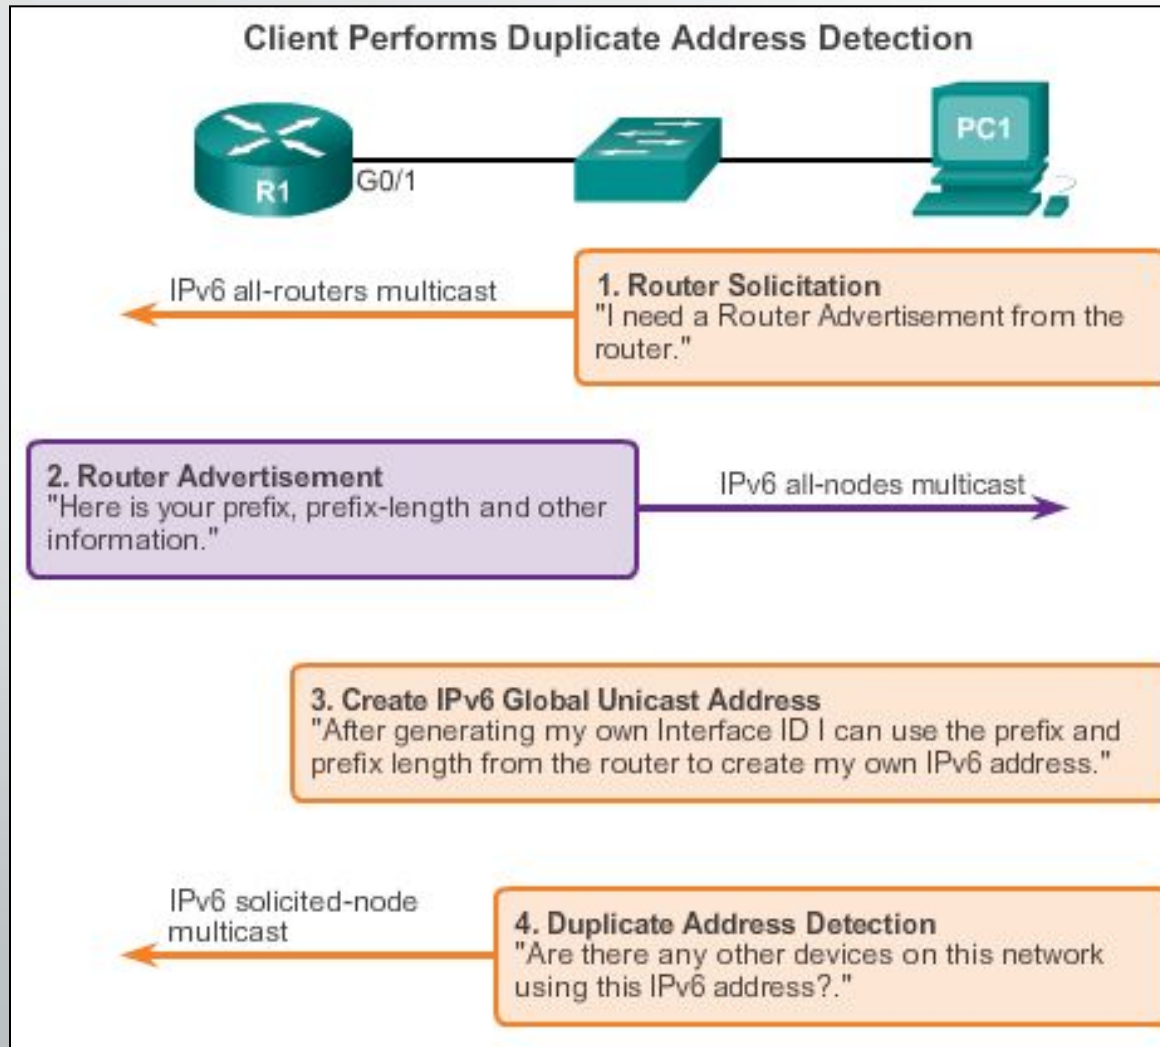 Client Performs Duplicate Address Detection
PC1
R1
G0/1
IPv6 all-routers multicast
1. Router Solicitation
"I need a Router Advertisement from the
router."
2. Router Advertisement
"Here is your prefix, prefix-length and other
information."
IPv6 all-nodes multicast
3. Create IPv6 Global Unicast Address
"After generating my own Interface ID I can use the prefix and
prefix length from the router to create my own IPv6 address."
IPv6 solicited-node
multicast
4. Duplicate Address Detection
"Are there any other devices on this network
using this IPv6 address?."